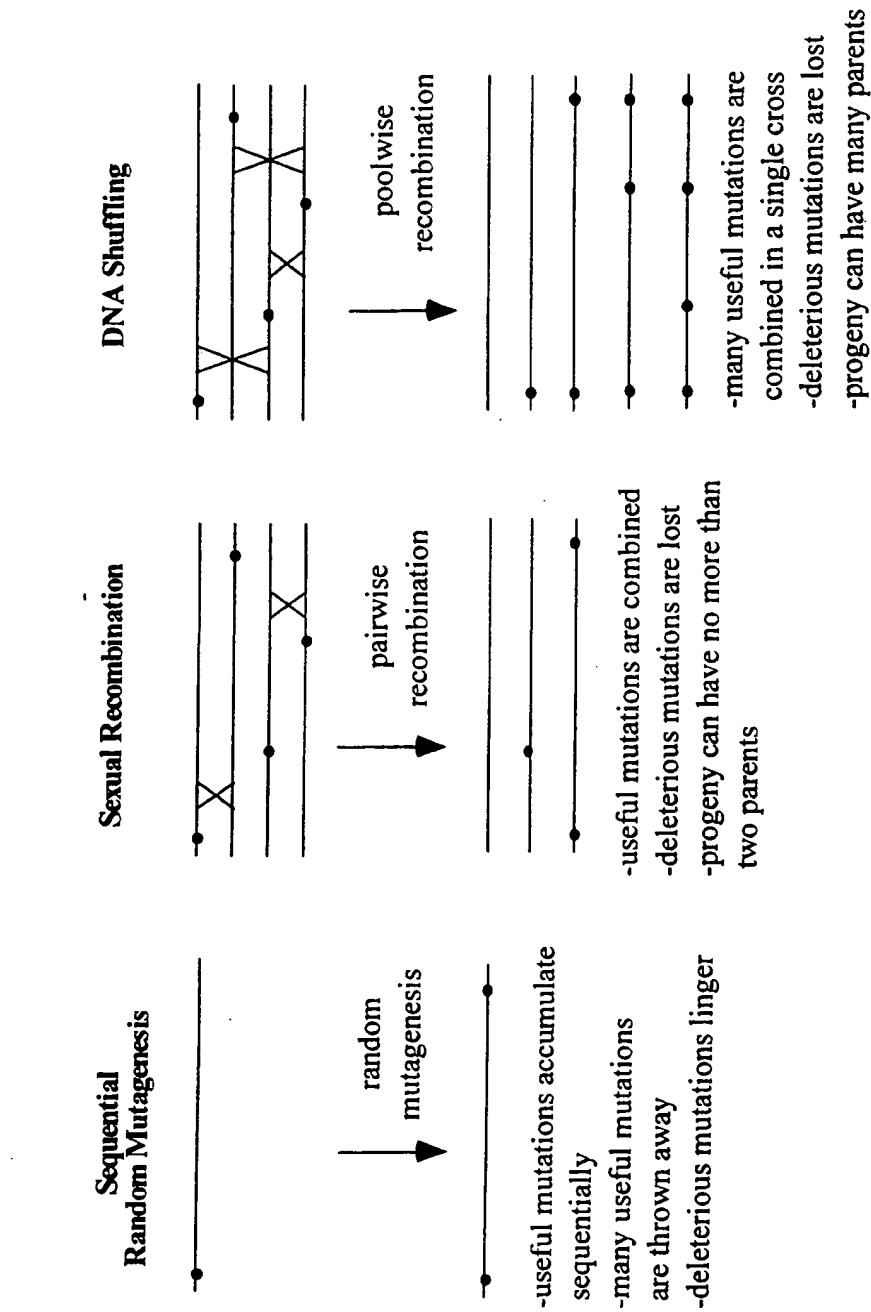 Sequential
Random Mutagenesis
random
mutagenesis
-useful mutations accumulate
sequentially
-many useful mutations
are thrown away
-deleterious mutations linger
Sexual Recombination
pairwise
recombination
-useful mutations are combined
-deleterious mutations are lost
-progeny can have no more than
two parents
DNA Shuffling
poolwise
recombination
-many useful mutations are
combined in a single cross
-deleterious mutations are lost
-progeny can have many parents